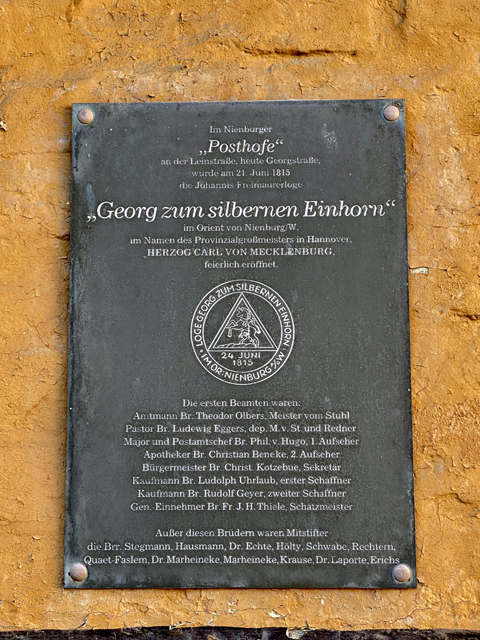 Im Nienburger
„Posthofe“
an der Leinstraße, heute Georgstraße,
wurde am 21. Juni 1815
die Johannis-Freimaurerloge
„Georg zum silbernen Einhorn“
im Orient von Nienburg/W.
im Namen des Provinzialgroßmeisters in Hannover,
HERZOG CARL VON MECKLENBURG,
feierlich eröffnet.
LOGE GEORG ZUM SILBERNEN EINHORN
24. JUNI
1815
• IM OR∴NIENBURG a/W •
Die ersten Beamten waren:
Amtmann Br. Theodor Olbers, Meister vom Stuhl
Pastor Br. Ludewig Eggers, dep. M. v. St. und Redner
Major und Postamtschef Br. Phil. v. Hugo, 1. Aufseher
Apotheker Br. Christian Beneke, 2. Aufseher
Bürgermeister Br. Christ. Kotzebue, Sekretär
Kaufmann Br. Ludolph Uhrlaub, erster Schaffner
Kaufmann Br. Rudolf Geyer, zweiter Schaffner
Gen.-Einnehmer Br. Fr. J. H. Thiele, Schatzmeister
Außer diesen Brüdern waren Mitstifter
die Brr. Stegmann, Hausmann, Dr. Echte, Hölty, Schwabe, Rechtern,
Quaet-Faslem, Dr. Marheineke, Marheineke, Krause, Dr. Laporte, Erichs